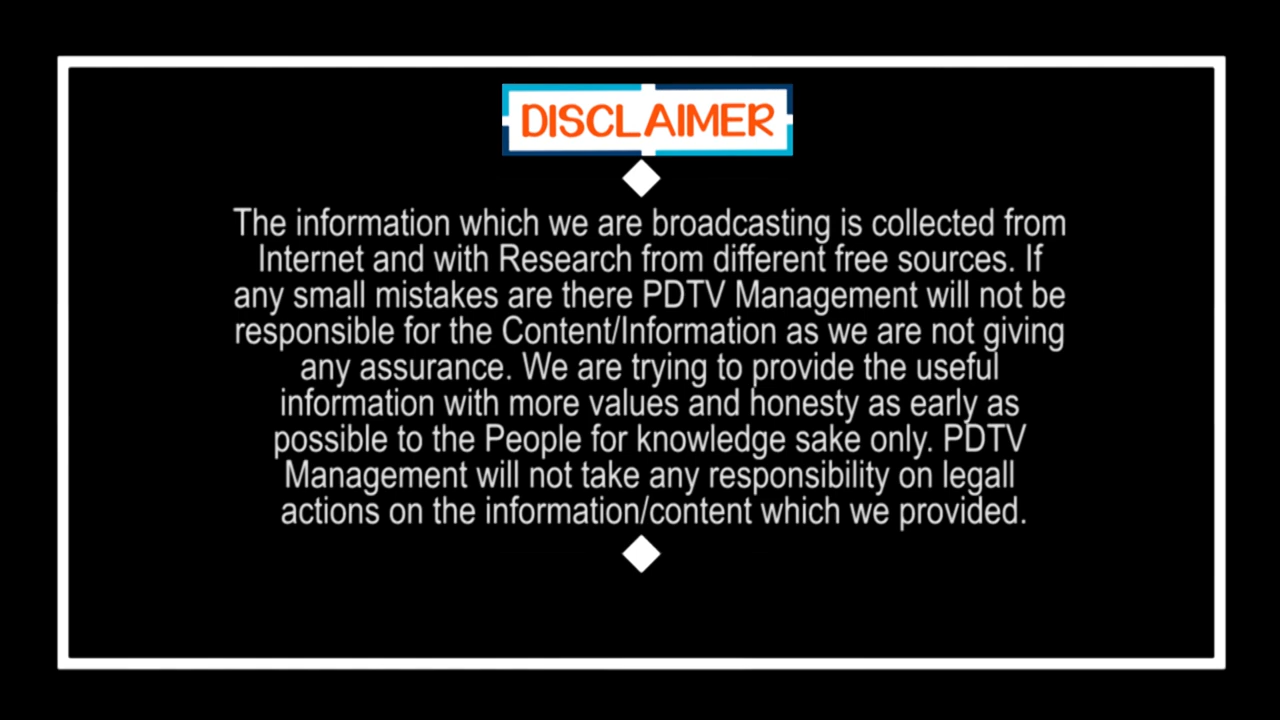 DISCLAIMER
The information which we are broadcasting is collected from
Internet and with Research from different free sources. If
any small mistakes are there PDTV Management will not be
responsible for the Content/Information as we are not giving
any assurance. We are trying to provide the useful
information with more values and honesty as early as
possible to the People for knowledge sake only. PDTV
Management will not take any responsibility on legall
actions on the information/content which we provided.